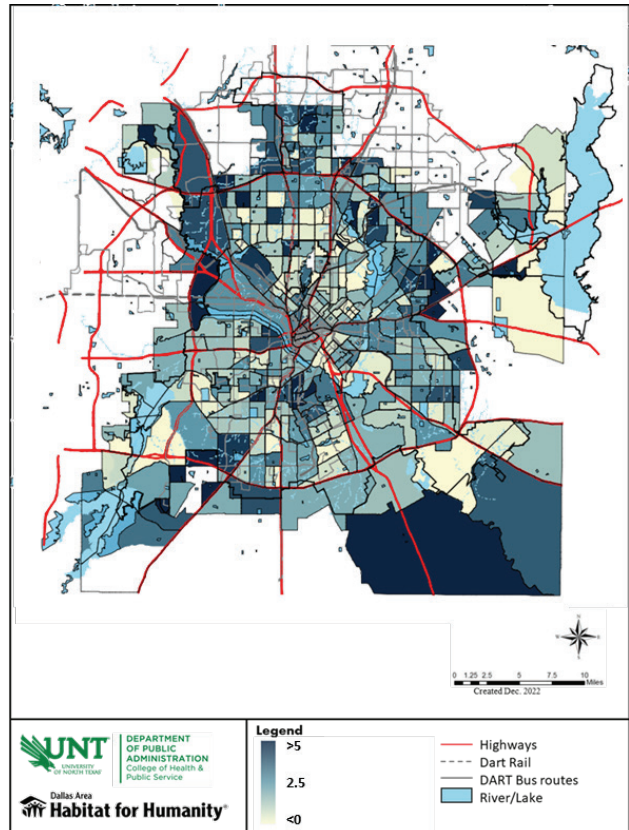 0 1.25 2.5 5 7.5 10
Miles
Created Dec. 2022
UNT
UNIVERSITY
OF NORTH TEXAS
DEPARTMENT
OF PUBLIC
ADMINISTRATION
College of Health &
Public Service
Dallas Area
Habitat for Humanity®
Legend
>5
2.5
<0
Highways
Dart Rail
DART Bus routes
River/Lake